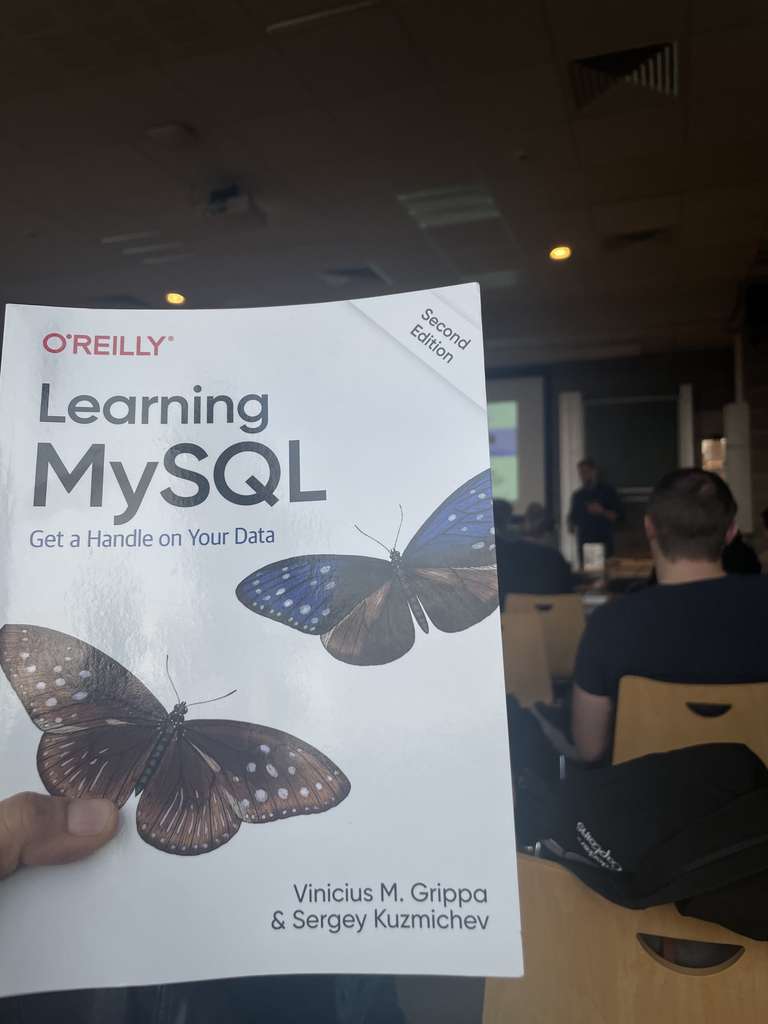 O'REILLY®
Second
Edition
Learning
MySQL
Get a Handle on Your Data
Vinicius M. Grippa
& Sergey Kuzmichev